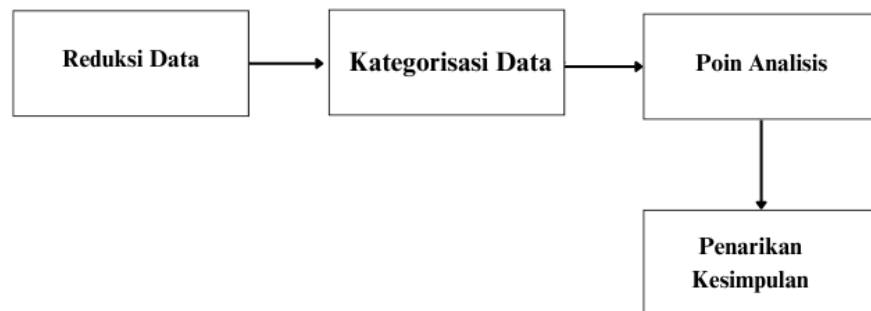 Reduksi Data
Kategorisasi Data
Poin Analisis
Penarikan
Kesimpulan